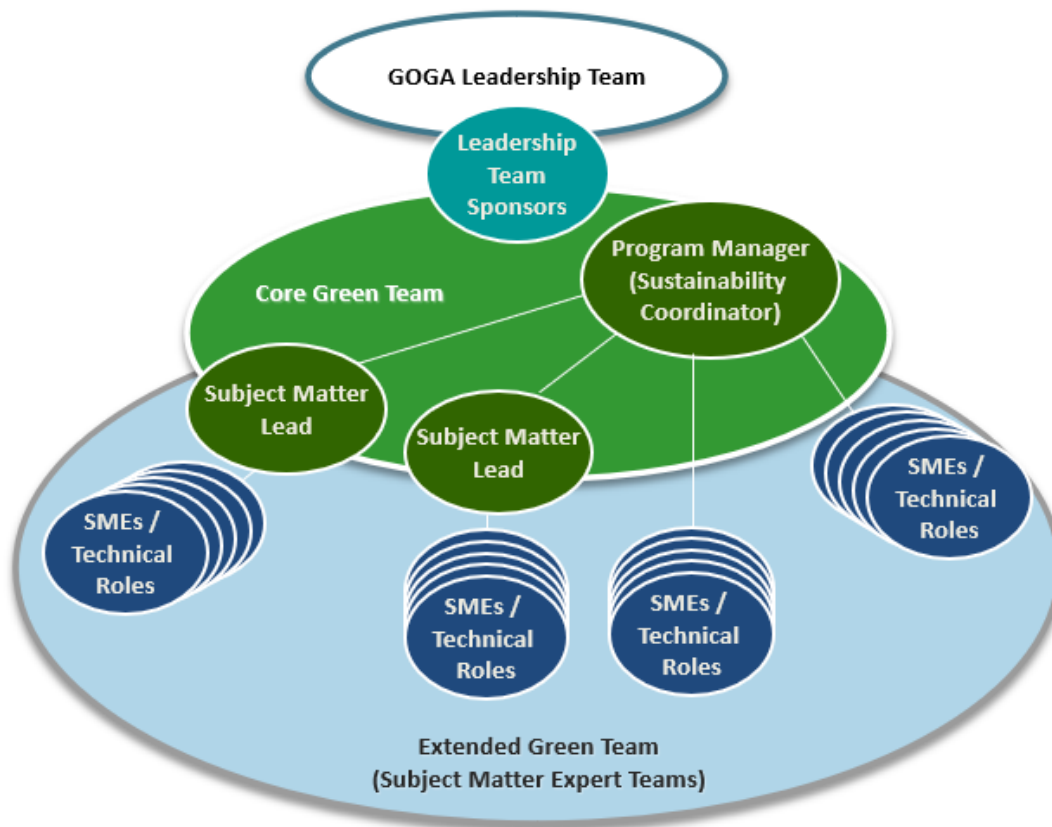 GOGA Leadership Team
Leadership
Team
Sponsors
Program Manager
(Sustainability
Coordinator)
Core Green Team
Subject Matter
Lead
Subject Matter
Lead
SMEs /
Technical
Roles
SMEs /
Technical
Roles
SMEs /
Technical
Roles
SMEs /
Technical
Roles
Extended Green Team
(Subject Matter Expert Teams)